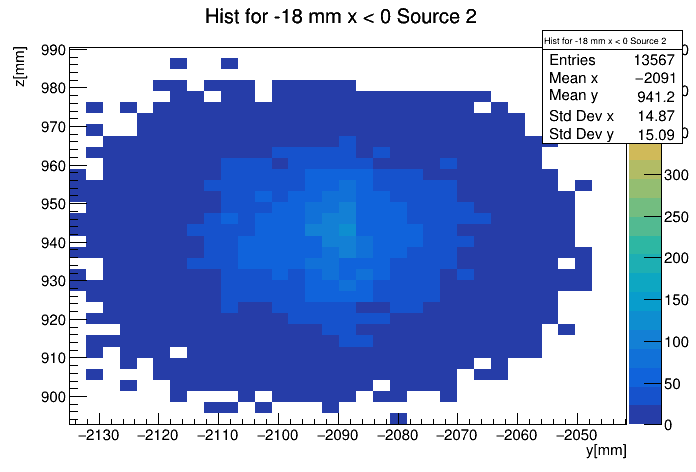 Hist for -18 mm x < 0 Source 2
z[mm]
990
980
970
960
950
940
930
920
910
900
−2130 −2120 −2110 −2100 −2090 −2080 −2070 −2060 −2050
y[mm]
Hist for -18 mm x < 0 Source 2
Entries 13567
Mean x −2091
Mean y 941.2
Std Dev x 14.87
Std Dev y 15.09
300
250
200
150
100
50
0